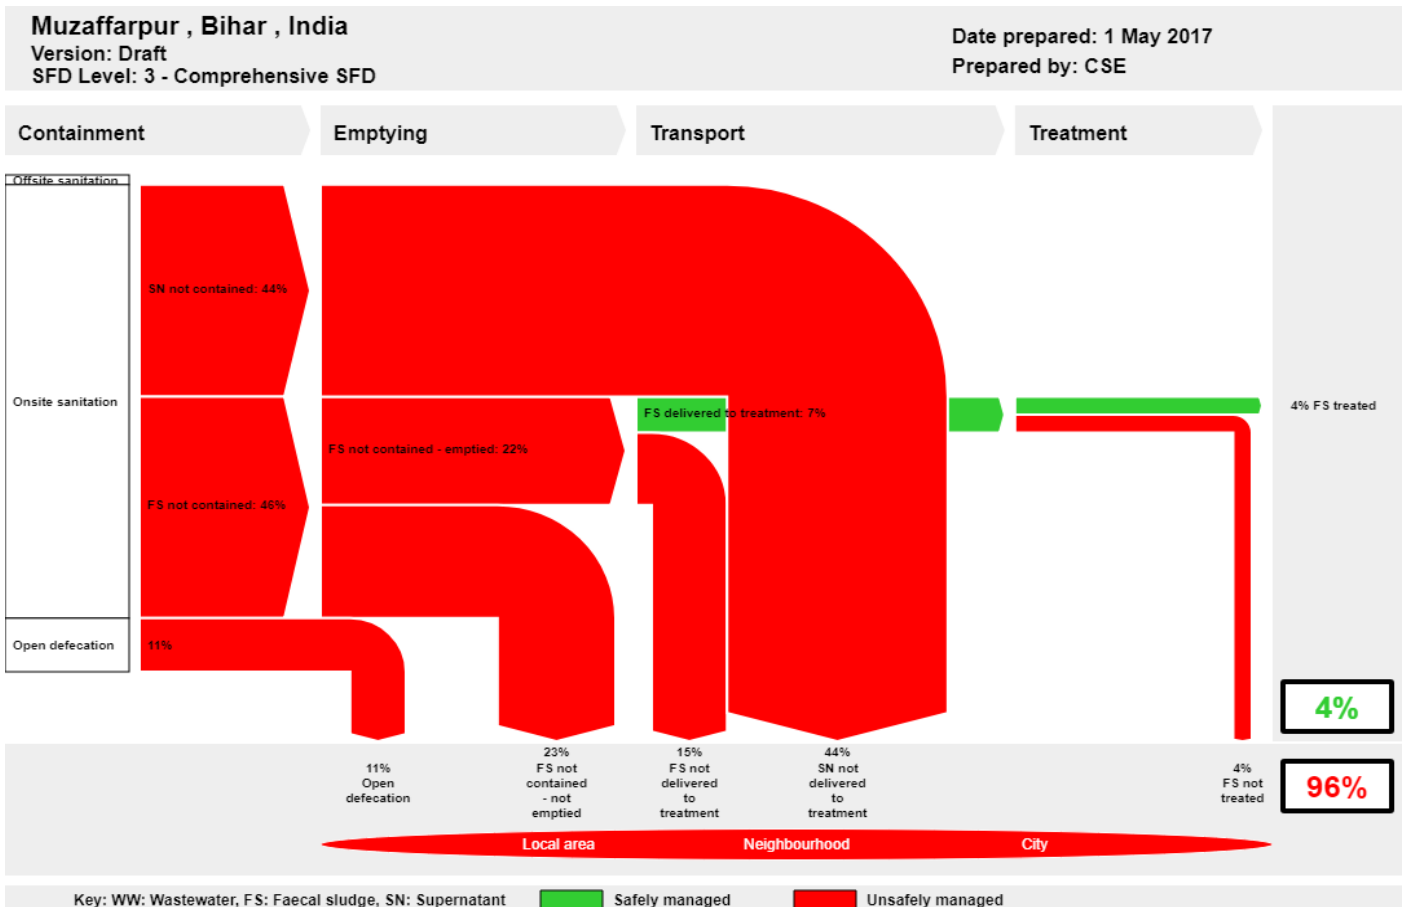 Muzaffarpur , Bihar , India
Version: Draft
SFD Level: 3 - Comprehensive SFD
Date prepared: 1 May 2017
Prepared by: CSE
Containment
Emptying
Transport
Treatment
Offsite sanitation
SN not contained: 44%
Onsite sanitation
FS delivered to treatment: 7%
4% FS treated
FS not contained - emptied: 22%
FS not contained: 46%
Open defecation
11%
4%
11%
Open
defecation
23%
FS not
contained
- not
emptied
15%
FS not
delivered
to
treatment
44%
SN not
delivered
to
treatment
4%
FS not
treated
96%
Local area
Neighbourhood
City
Key: WW: Wastewater, FS: Faecal sludge, SN: Supernatant
Safely managed
Unsafely managed